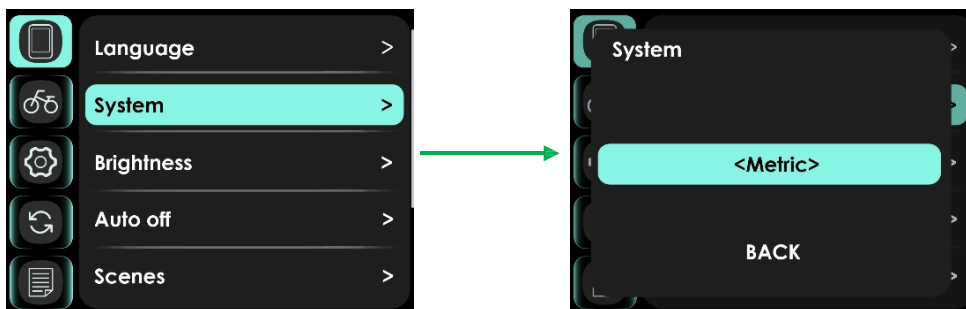 Language >
System >
Brightness >
Auto off >
Scenes >
System
<Metric>
BACK